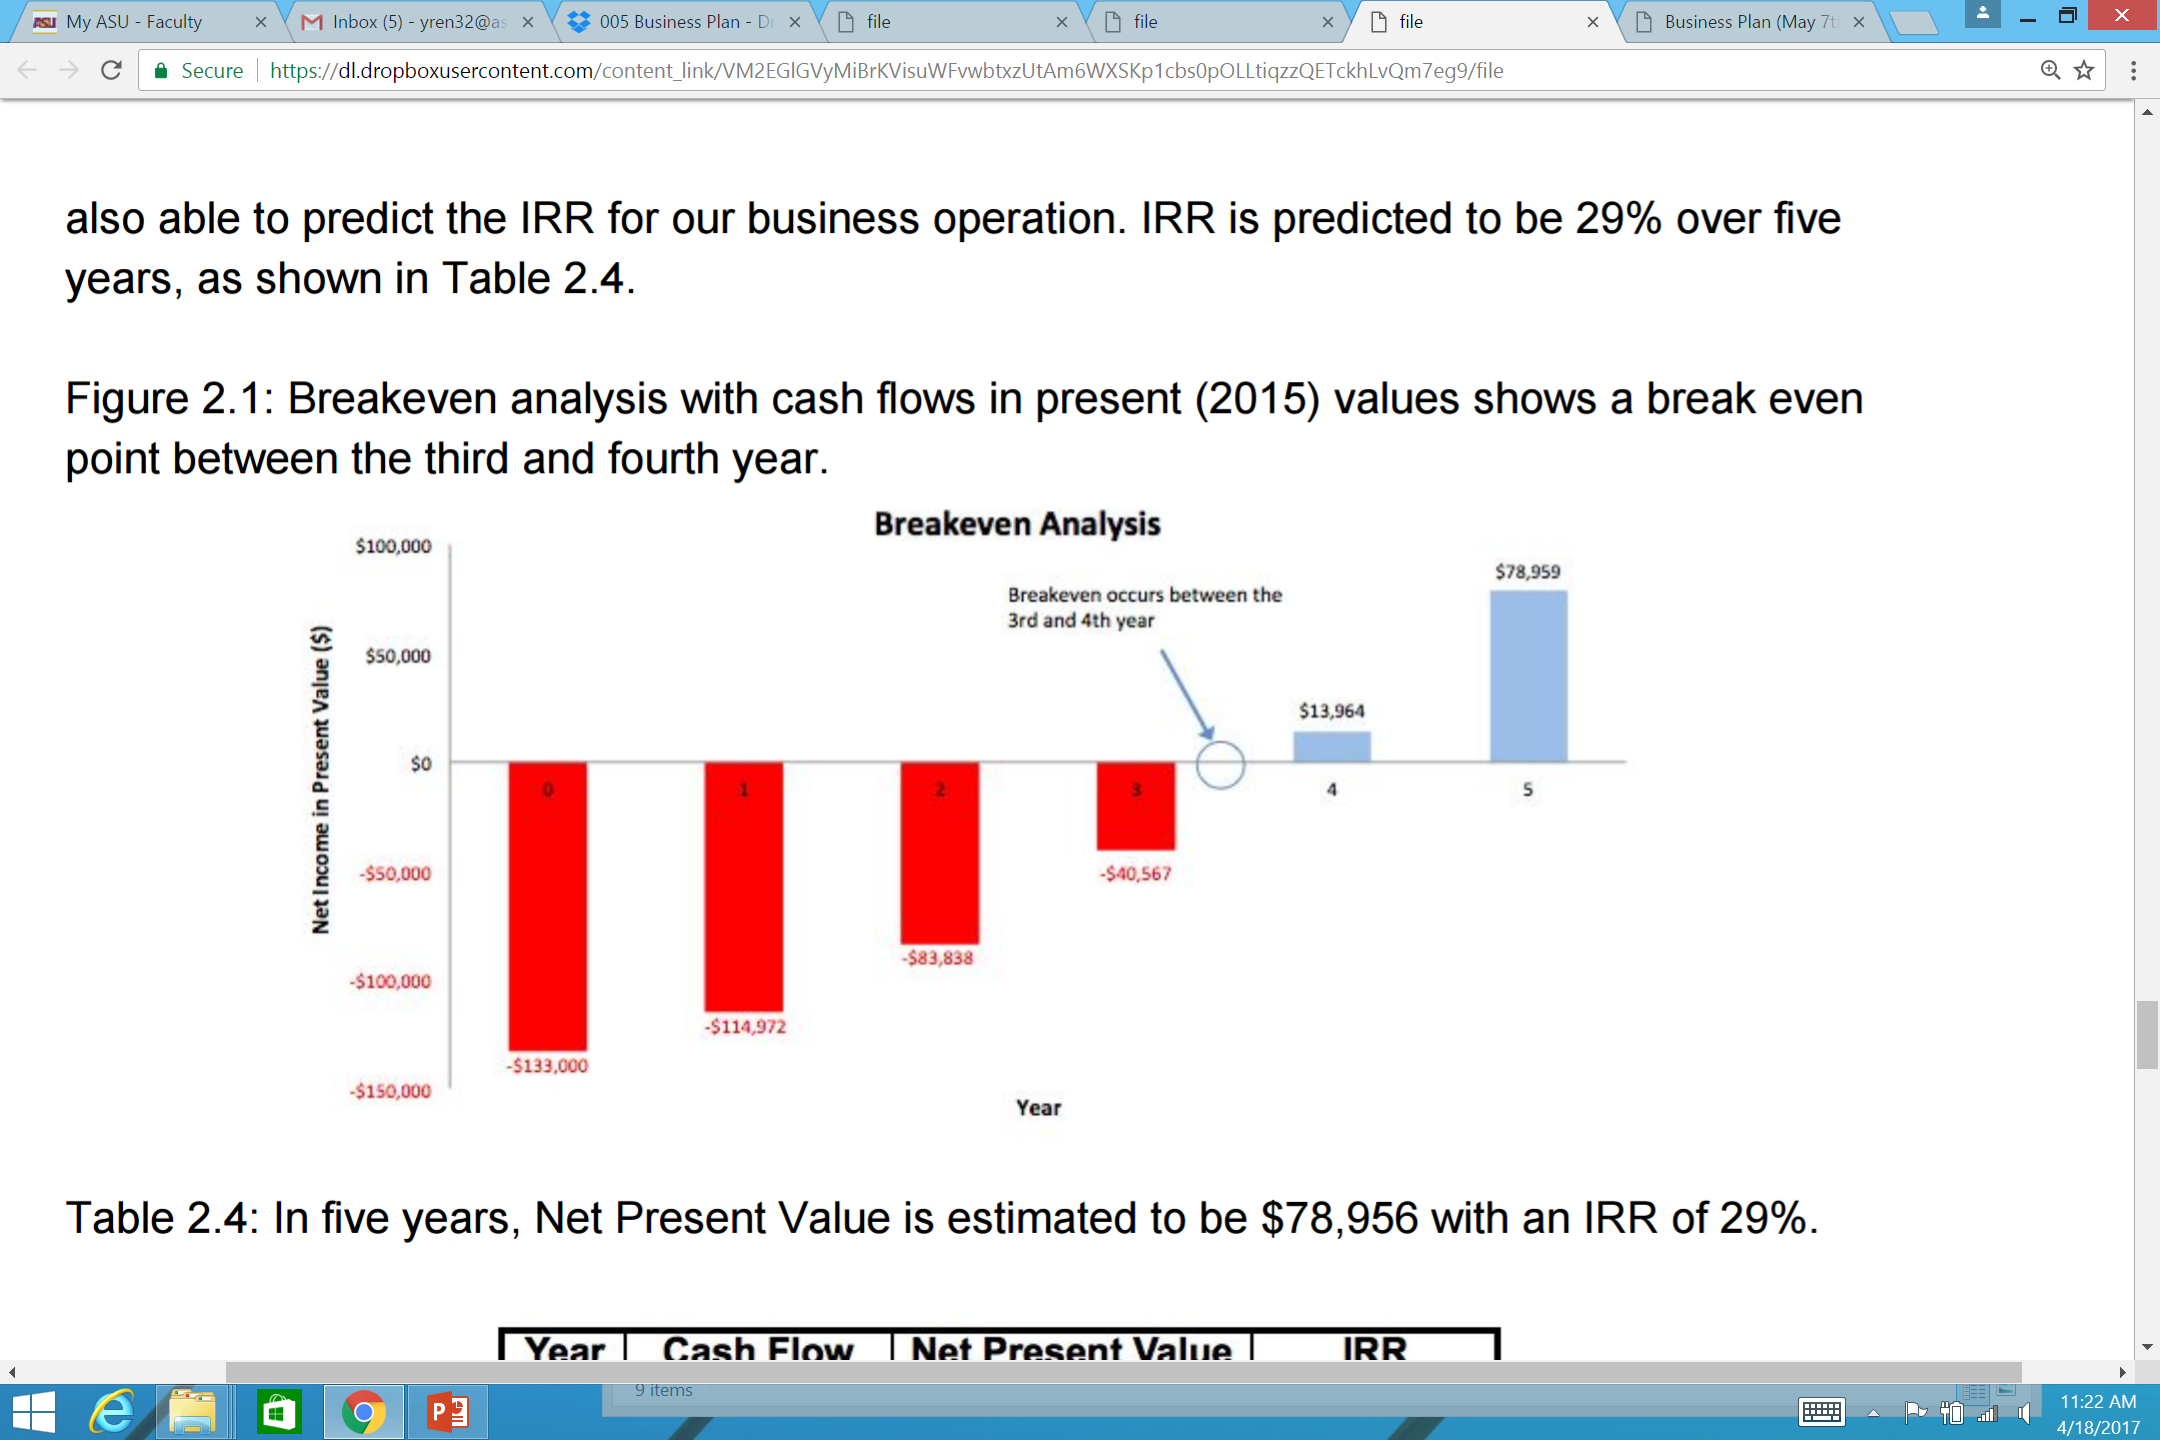 My ASU - Faculty
Inbox (5) - yren32@as
005 Business Plan - Dr
file
file
file
Business Plan (May 7t
Secure https://dl.dropboxusercontent.com/content_link/VM2EGlGVyMiBrKVisuWFvwbtxzUtAm6WXSKp1cbs0pOLLtiqzzQETckhLvQm7eg9/file
also able to predict the IRR for our business operation. IRR is predicted to be 29% over five
years, as shown in Table 2.4.
Figure 2.1: Breakeven analysis with cash flows in present (2015) values shows a break even
point between the third and fourth year.
Breakeven Analysis
Net Income in Present Value ($)
$100,000
$50,000
$0
-$50,000
-$100,000
-$150,000
Breakeven occurs between the
3rd and 4th year
$78,959
$13,964
0
1
2
3
4
5
-$40,567
-$83,838
-$114,972
-$133,000
Year
Table 2.4: In five years, Net Present Value is estimated to be $78,956 with an IRR of 29%.
Year Cash Flow Net Present Value IRR
9 items
11:22 AM
4/18/2017